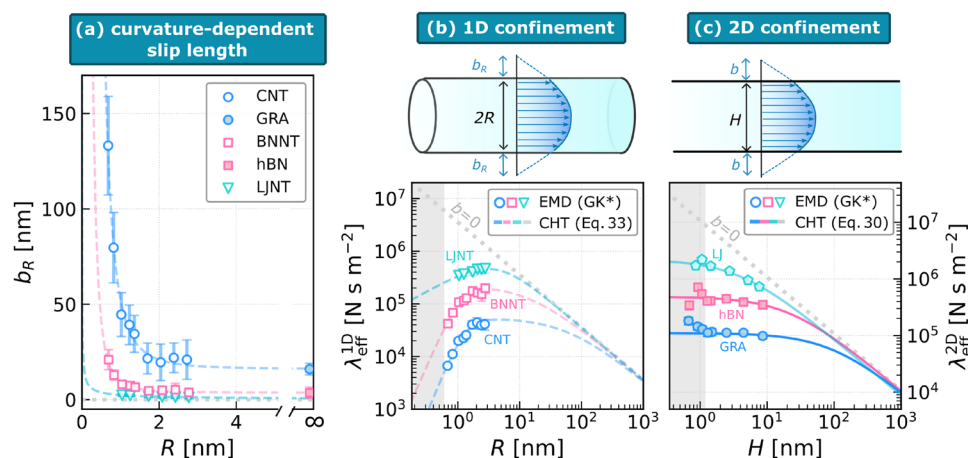 (a) curvature-dependent
slip length
150
100
50
0
b_R [nm]
CNT
GRA
BNNT
hBN
LJNT
0 2 4 ∞
R [nm]
(b) 1D confinement
b_R
2R
b_R
10^7
10^6
10^5
10^4
10^3
λ_eff^1D [N s m^−2]
EMD (GK*)
CHT (Eq. 33)
b=0
LJNT
BNNT
CNT
10^0 10^1 10^2 10^3
R [nm]
(c) 2D confinement
b
H
b
EMD (GK*)
CHT (Eq. 30)
b=0
LJ
hBN
GRA
10^0 10^1 10^2 10^3
H [nm]
10^7
10^6
10^5
10^4
λ_eff^2D [N s m^−2]